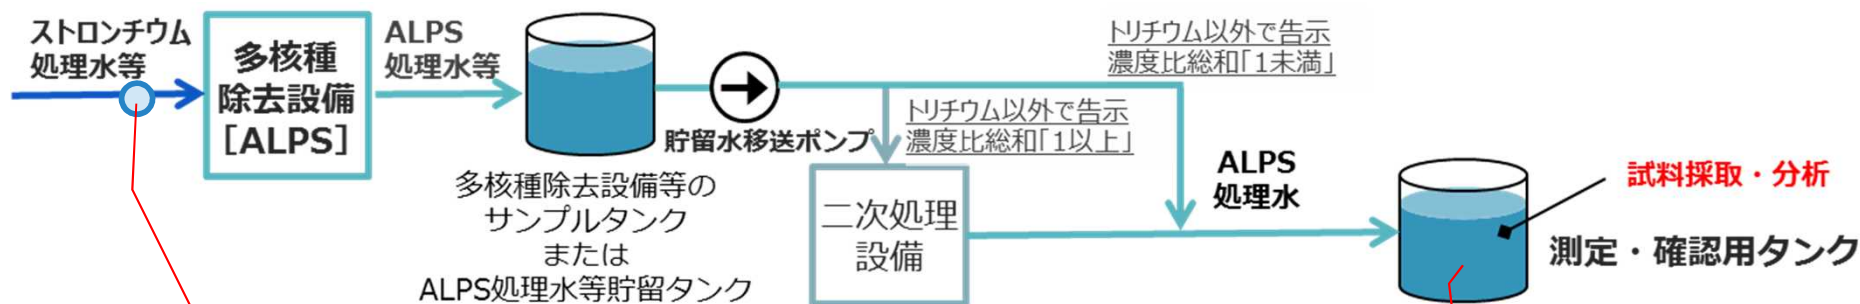 ストロンチウム
処理水等
多核種
除去設備
[ALPS]
ALPS
処理水等
多核種除去設備等の
サンプルタンク
または
ALPS処理水等貯留タンク
貯留水移送ポンプ
トリチウム以外で告示
濃度比総和「1以上」
二次処理
設備
トリチウム以外で告示
濃度比総和「1未満」
ALPS
処理水
試料採取・分析
測定・確認用タンク